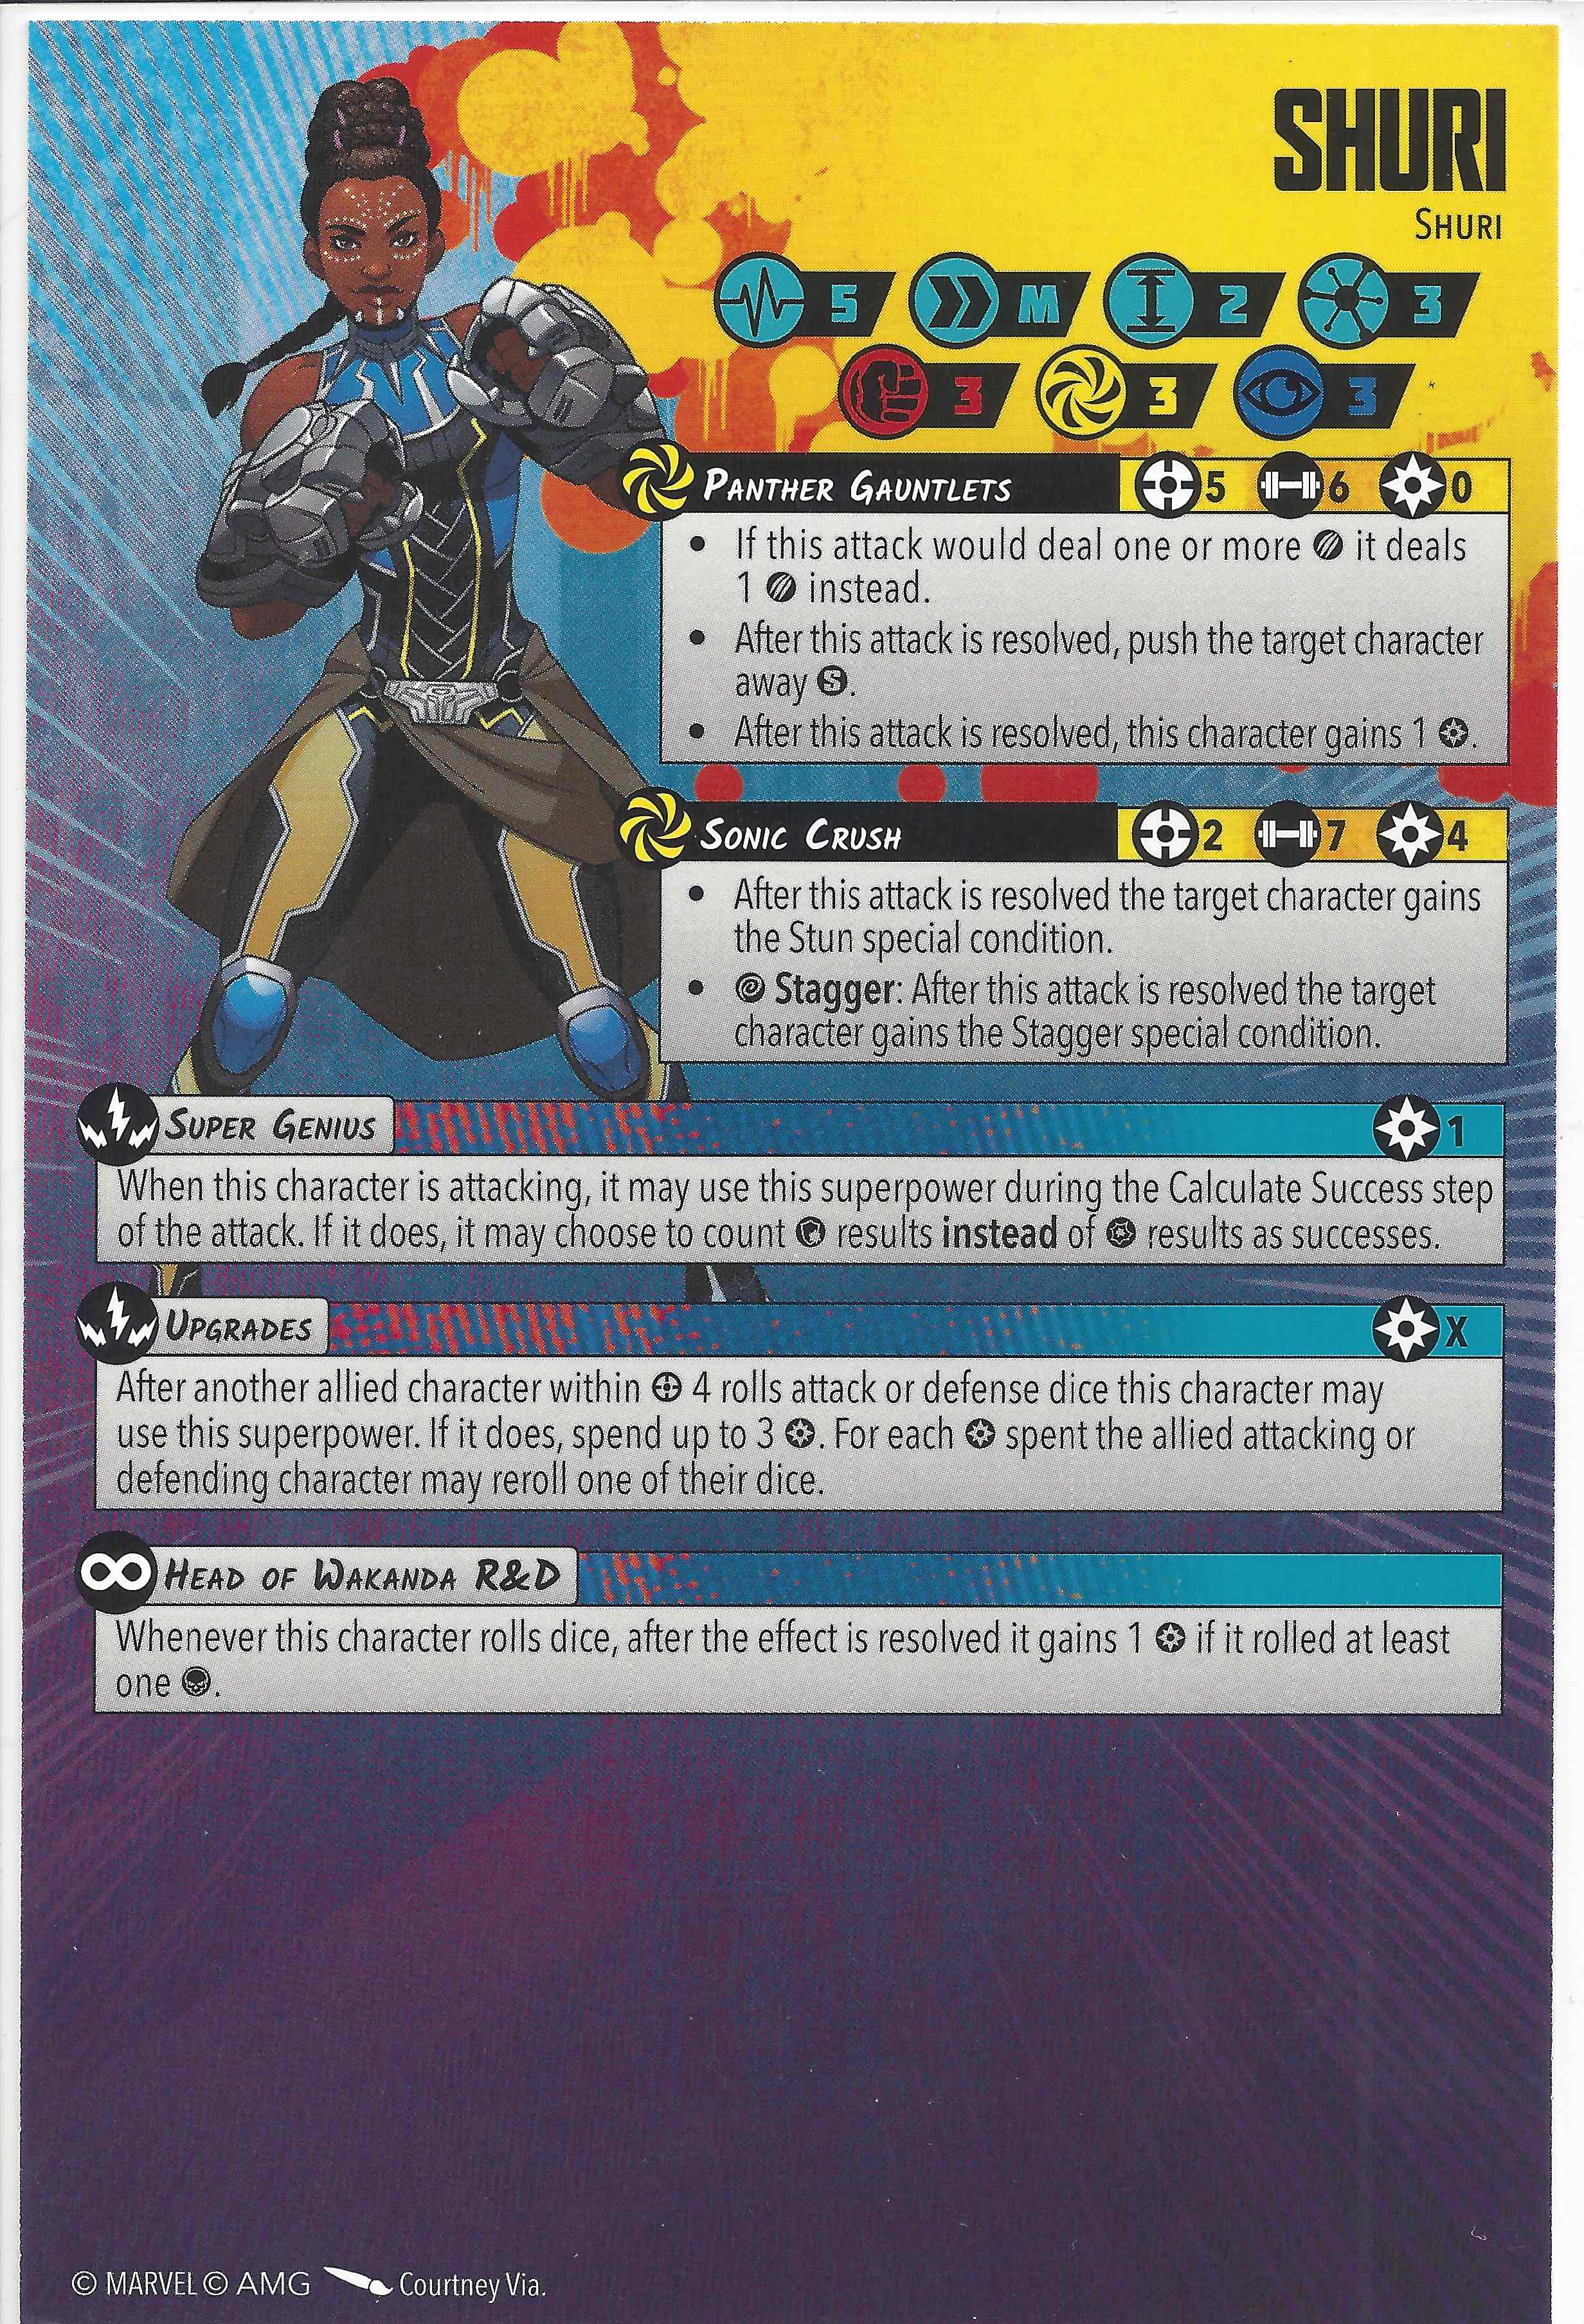 SHURI
SHURI
5 M 2 3
3 3 3
PANTHER GAUNTLETS 5 6 0
• If this attack would deal one or more it deals
1 instead.
• After this attack is resolved, push the target character
away S.
• After this attack is resolved, this character gains 1 .
SONIC CRUSH 2 7 4
• After this attack is resolved the target character gains
the Stun special condition.
• Stagger: After this attack is resolved the target
character gains the Stagger special condition.
SUPER GENIUS 1
When this character is attacking, it may use this superpower during the Calculate Success step
of the attack. If it does, it may choose to count results instead of results as successes.
UPGRADES X
After another allied character within 4 rolls attack or defense dice this character may
use this superpower. If it does, spend up to 3 . For each spent the allied attacking or
defending character may reroll one of their dice.
HEAD OF WAKANDA R&D
Whenever this character rolls dice, after the effect is resolved it gains 1 if it rolled at least
one .
© MARVEL © AMG Courtney Via.